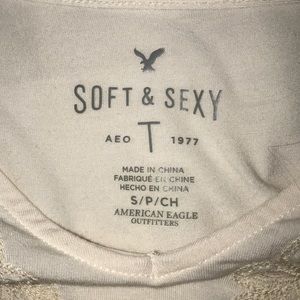 SOFT & SEXY
AEO T 1977
MADE IN CHINA
FABRIQUÉ EN CHINE
HECHO EN CHINA
S/P/CH
AMERICAN EAGLE
OUTFITTERS